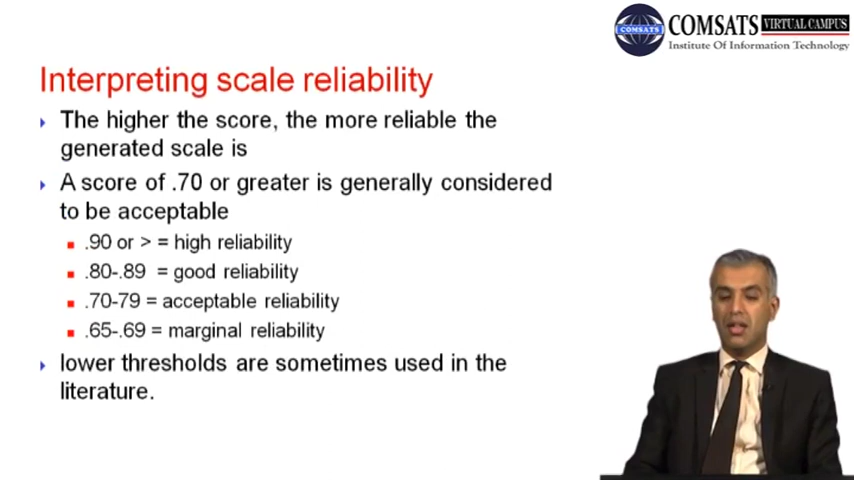 COMSATS
COMSATS VIRTUAL CAMPUS
Institute Of Information Technology
Interpreting scale reliability
The higher the score, the more reliable the
generated scale is
A score of .70 or greater is generally considered
to be acceptable
.90 or > = high reliability
.80-.89 = good reliability
.70-79 = acceptable reliability
.65-.69 = marginal reliability
lower thresholds are sometimes used in the
literature.